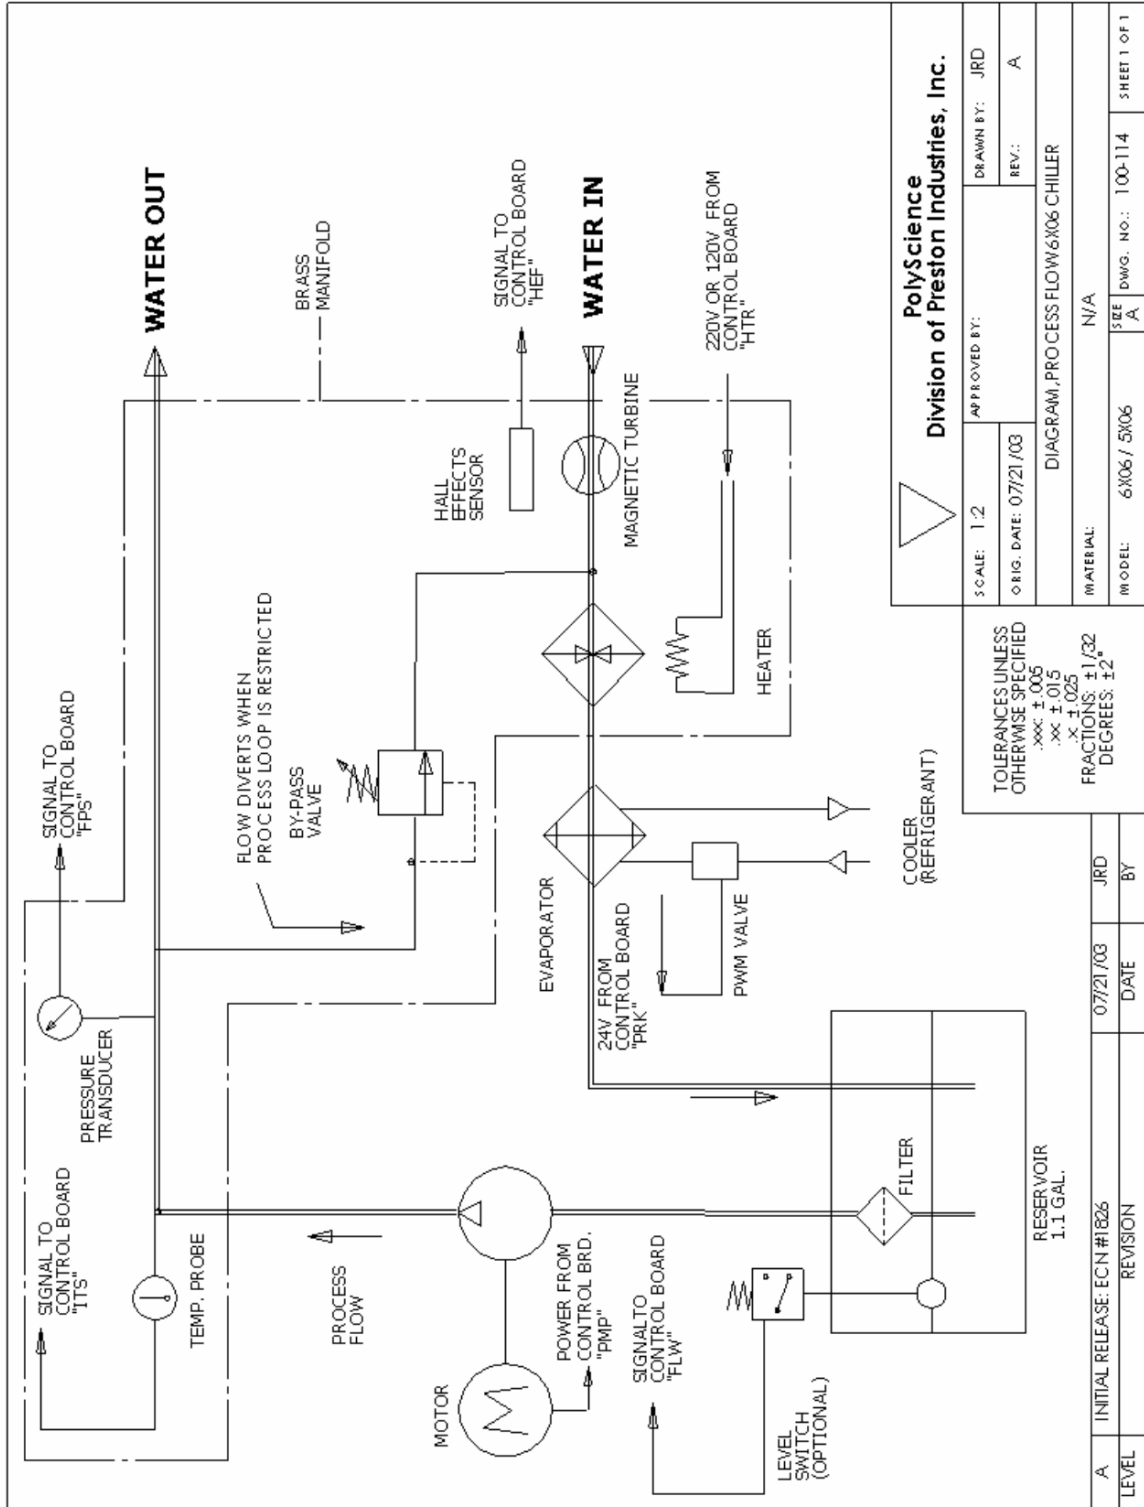 SIGNAL TO
CONTROL BOARD
"ITS"
TEMP. PROBE
PRESSURE
TRANSDUCER
SIGNAL TO
CONTROL BOARD
"FPS"
WATER OUT
FLOW DIVERTS WHEN
PROCESS LOOP IS RESTRICTED
BY-PASS
VALVE
BRASS
MANIFOLD
PROCESS
FLOW
HALL
EFFECTS
SENSOR
SIGNAL TO
CONTROL BOARD
"HEF"
MOTOR
POWER FROM
CONTROL BRD.
"PMP"
EVAPORATOR
MAGNETIC TURBINE
WATER IN
24V FROM
CONTROL BOARD
"PRK"
SIGNAL TO
CONTROL BOARD
"FLW"
PWM VALVE
HEATER
220V OR 120V FROM
CONTROL BOARD
"HTR"
LEVEL
SWITCH
(OPTIONAL)
FILTER
COOLER
(REFRIGERANT)
RESERVOIR
1.1 GAL.
TOLERANCES UNLESS
OTHERWISE SPECIFIED
.xxx: ±.005
.xx: ±.015
.x: ±.025
FRACTIONS: ±1/32
DEGREES: ±2°
PolyScience
Division of Preston Industries, Inc.
SCALE: 1:2
APPROVED BY:
DRAWN BY: JRD
ORIG. DATE: 07/21/03
REV.: A
DIAGRAM, PROCESS FLOW 6X06 CHILLER
MATERIAL: N/A
MODEL: 6X06 / 5X06
SIZE A
DWG. NO.: 100-114
SHEET 1 OF 1
A INITIAL RELEASE: ECN #1826 07/21/03 JRD
LEVEL REVISION DATE BY